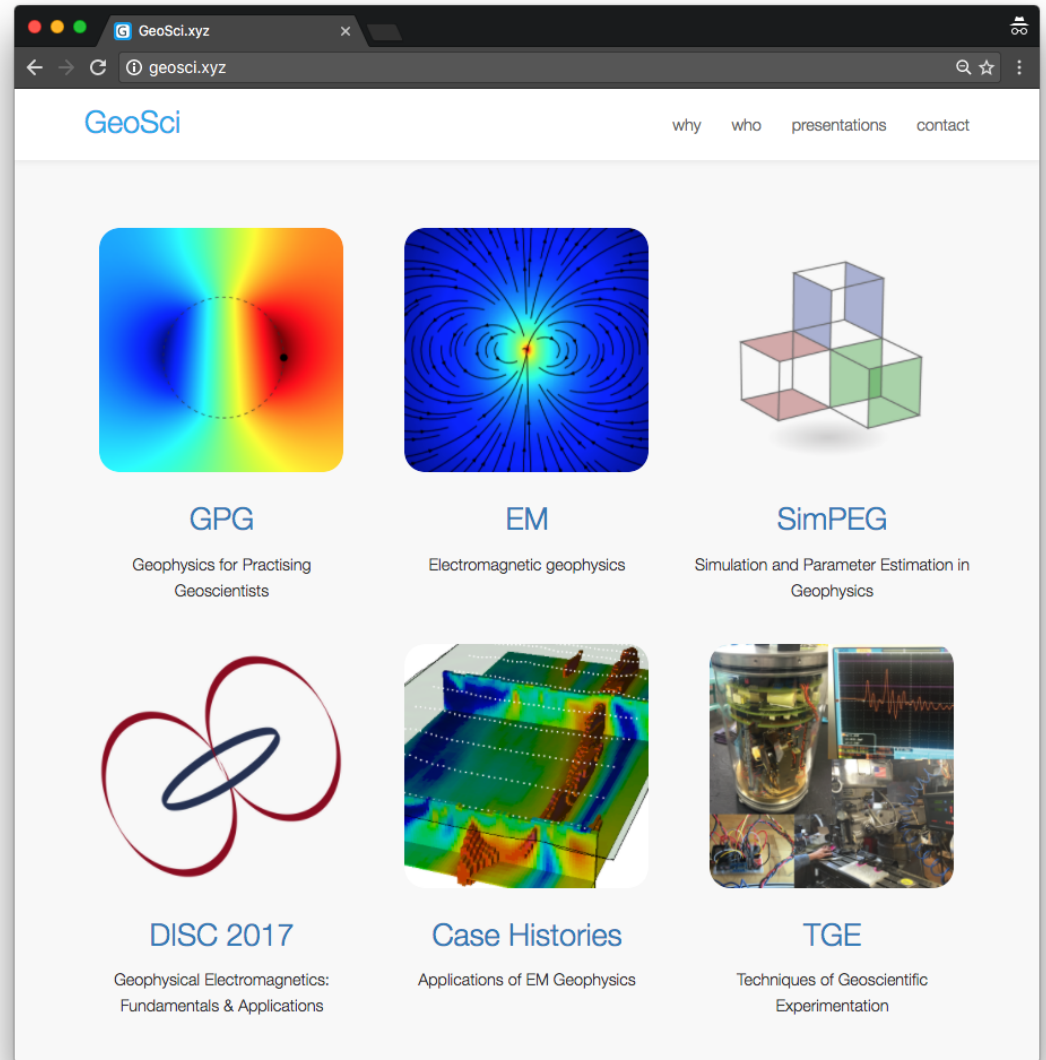 GeoSci.xyz
geosci.xyz
GeoSci
why who presentations contact
GPG
Geophysics for Practising
Geoscientists
EM
Electromagnetic geophysics
SimPEG
Simulation and Parameter Estimation in
Geophysics
DISC 2017
Geophysical Electromagnetics:
Fundamentals & Applications
Case Histories
Applications of EM Geophysics
TGE
Techniques of Geoscientific
Experimentation